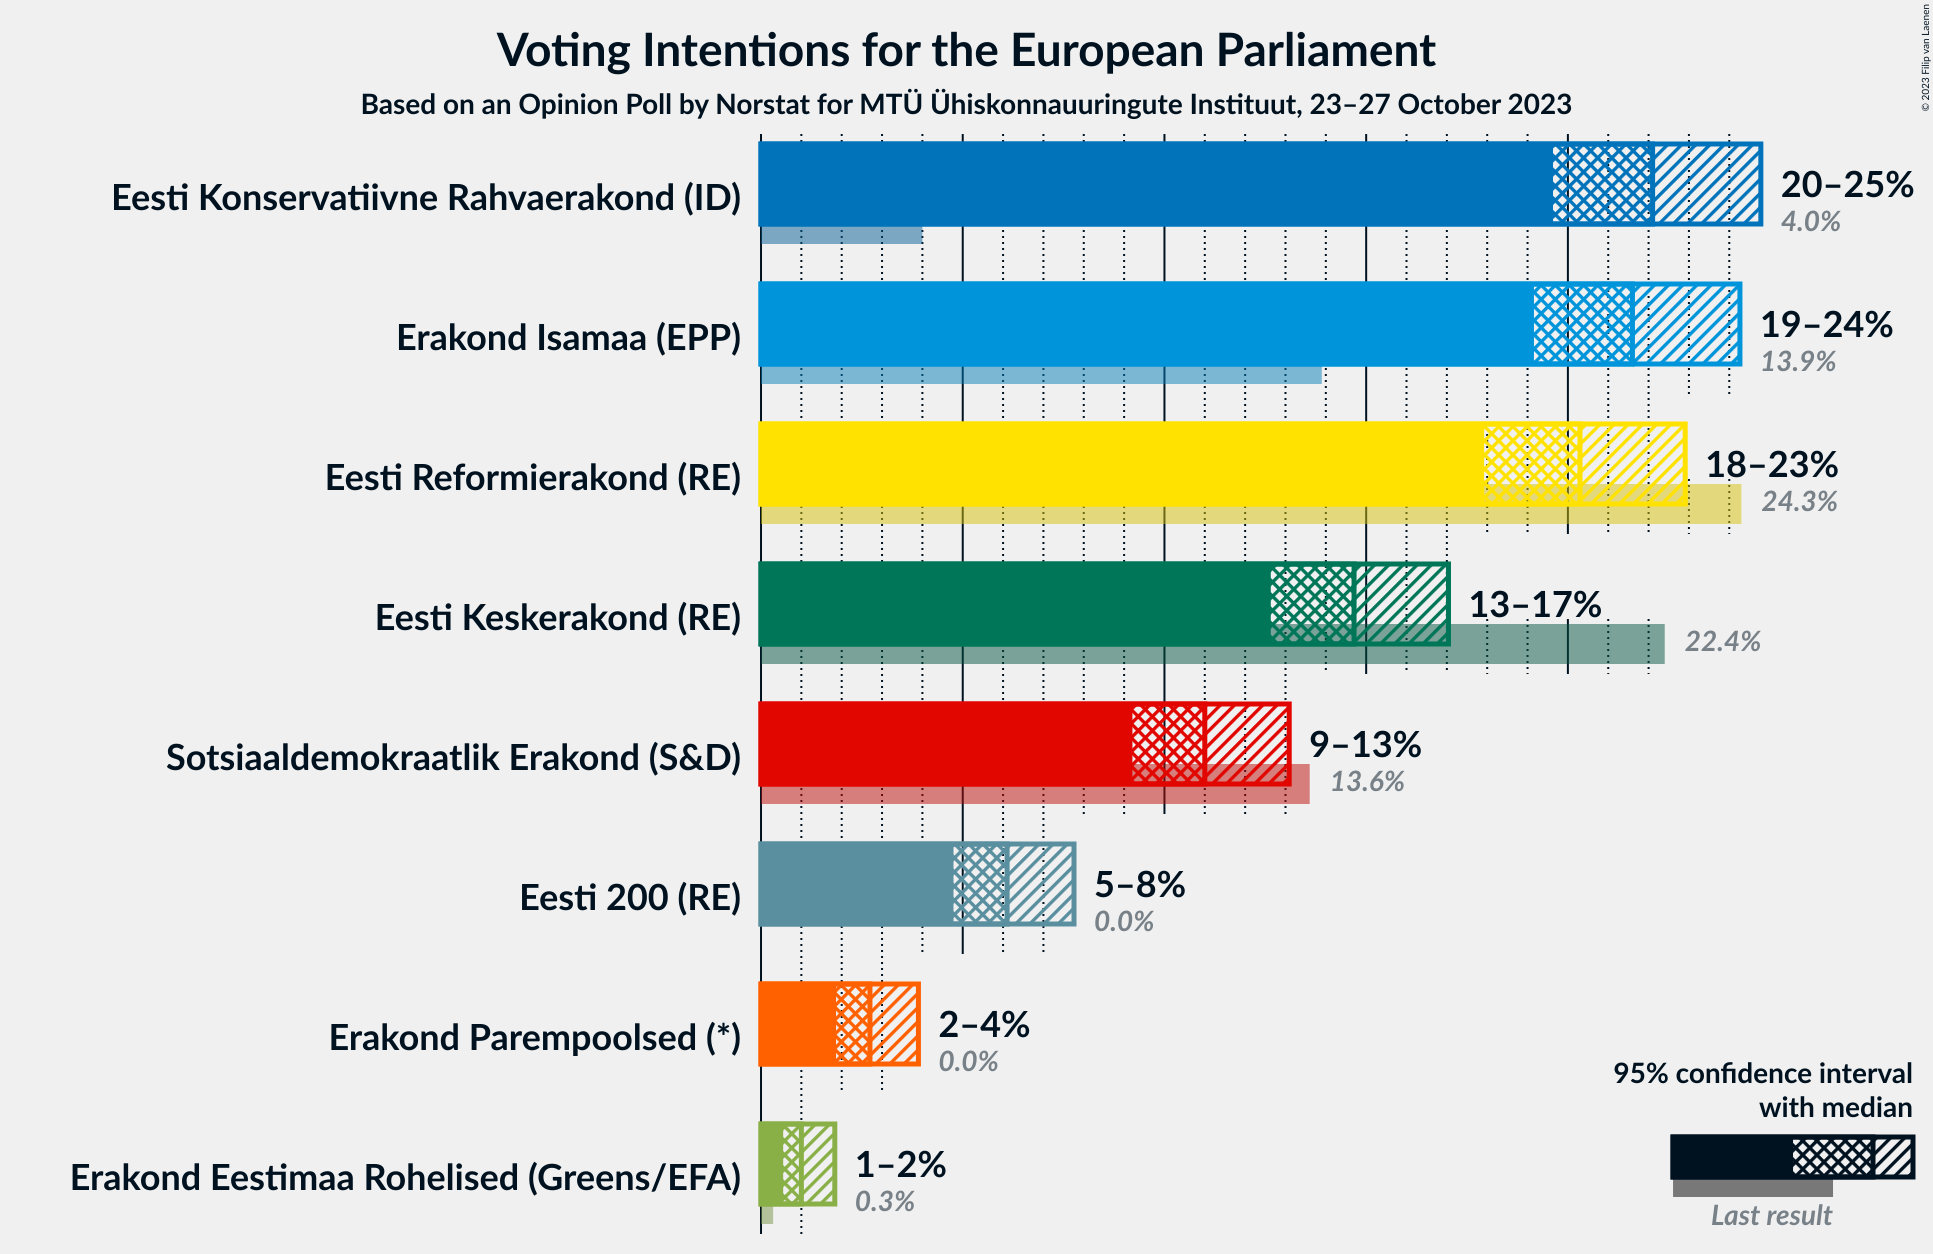 Voting Intentions for the European Parliament
Based on an Opinion Poll by Norstat for MTÜ Ühiskonnauuringute Instituut, 23–27 October 2023
© 2023 Filip van Laenen
Eesti Konservatiivne Rahvaerakond (ID)
20–25%
4.0%
Erakond Isamaa (EPP)
19–24%
13.9%
Eesti Reformierakond (RE)
18–23%
24.3%
Eesti Keskerakond (RE)
13–17%
22.4%
Sotsiaaldemokraatlik Erakond (S&D)
9–13%
13.6%
Eesti 200 (RE)
5–8%
0.0%
Erakond Parempoolsed (*)
2–4%
0.0%
Erakond Eestimaa Rohelised (Greens/EFA)
1–2%
0.3%
95% confidence interval
with median
Last result